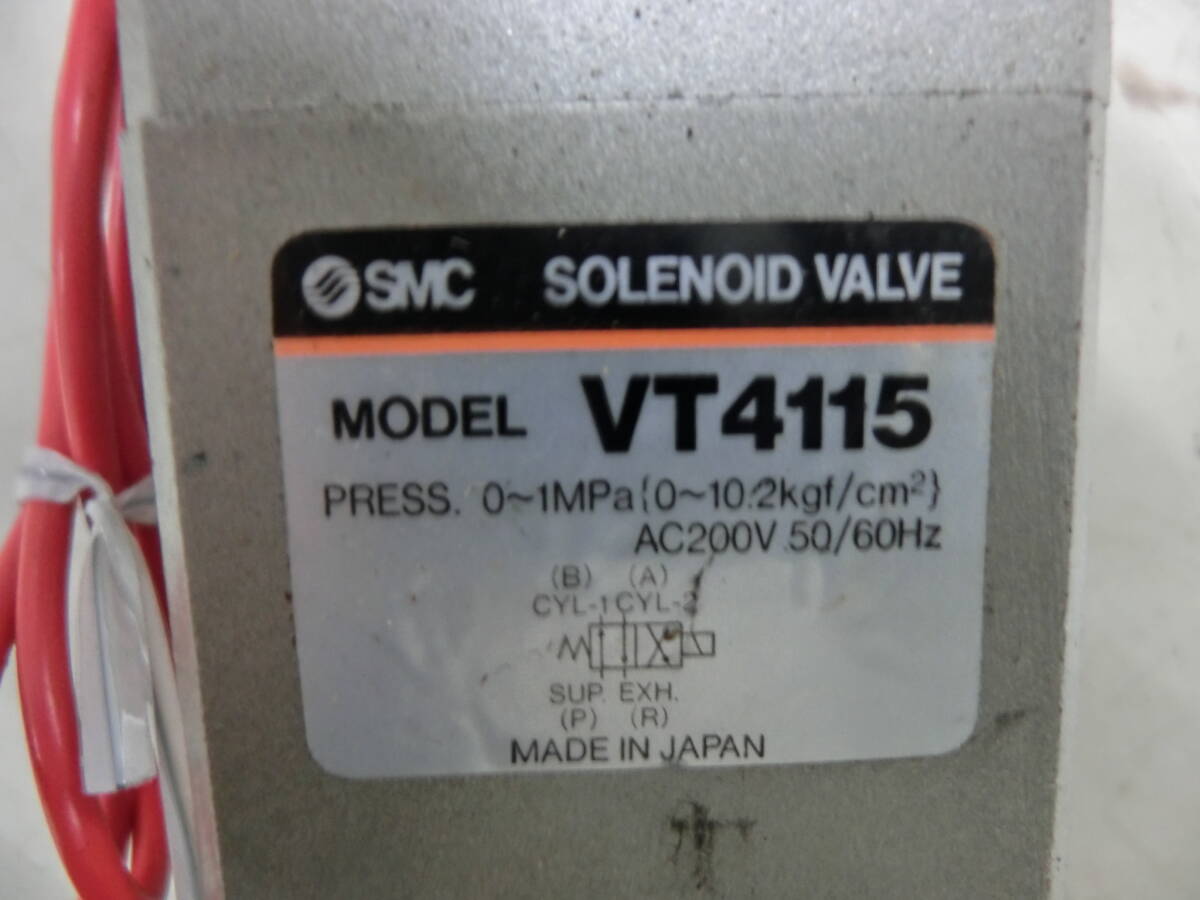 SMC SOLENOID VALVE
MODEL VT4115
PRESS. 0~1MPa{0~10.2kgf/cm²}
AC200V 50/60Hz
(B) (A)
CYL-1 CYL-2
SUP. EXH.
(P) (R)
MADE IN JAPAN